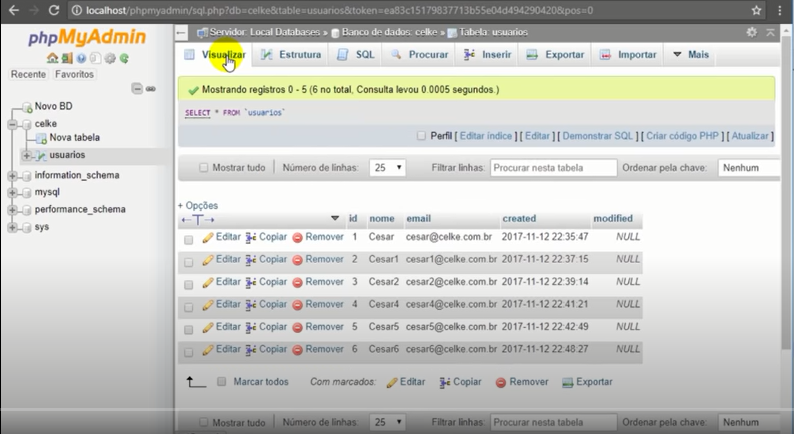 localhost/phpmyadmin/sql.php?db=celke&table=usuarios&token=ea83c15179837713b55e04d494290420&pos=0
phpMyAdmin
Recente Favoritos
Novo BD
celke
Nova tabela
usuarios
information_schema
mysql
performance_schema
sys
Servidor: Local Databases » Banco de dados: celke » Tabela: usuarios
Visualizar Estrutura SQL Procurar Inserir Exportar Importar Mais
Mostrando registros 0 - 5 (6 no total, Consulta levou 0.0005 segundos.)
SELECT * FROM `usuarios`
Perfil [ Editar índice ] [ Editar ] [ Demonstrar SQL ] [ Criar código PHP ] [ Atualizar ]
Mostrar tudo Número de linhas: 25 Filtrar linhas: Procurar nesta tabela Ordenar pela chave: Nenhum
+ Opções
id nome email created modified
Editar Copiar Remover 1 Cesar cesar@celke.com.br 2017-11-12 22:35:47 NULL
Editar Copiar Remover 2 Cesar1 cesar1@celke.com.br 2017-11-12 22:37:15 NULL
Editar Copiar Remover 3 Cesar2 cesar2@celke.com.br 2017-11-12 22:39:14 NULL
Editar Copiar Remover 4 Cesar4 cesar4@celke.com.br 2017-11-12 22:41:21 NULL
Editar Copiar Remover 5 Cesar5 cesar5@celke.com.br 2017-11-12 22:42:49 NULL
Editar Copiar Remover 6 Cesar6 cesar6@celke.com.br 2017-11-12 22:48:27 NULL
Marcar todos Com marcados: Editar Copiar Remover Exportar
Mostrar tudo Número de linhas: 25 Filtrar linhas: Procurar nesta tabela Ordenar pela chave: Nenhum